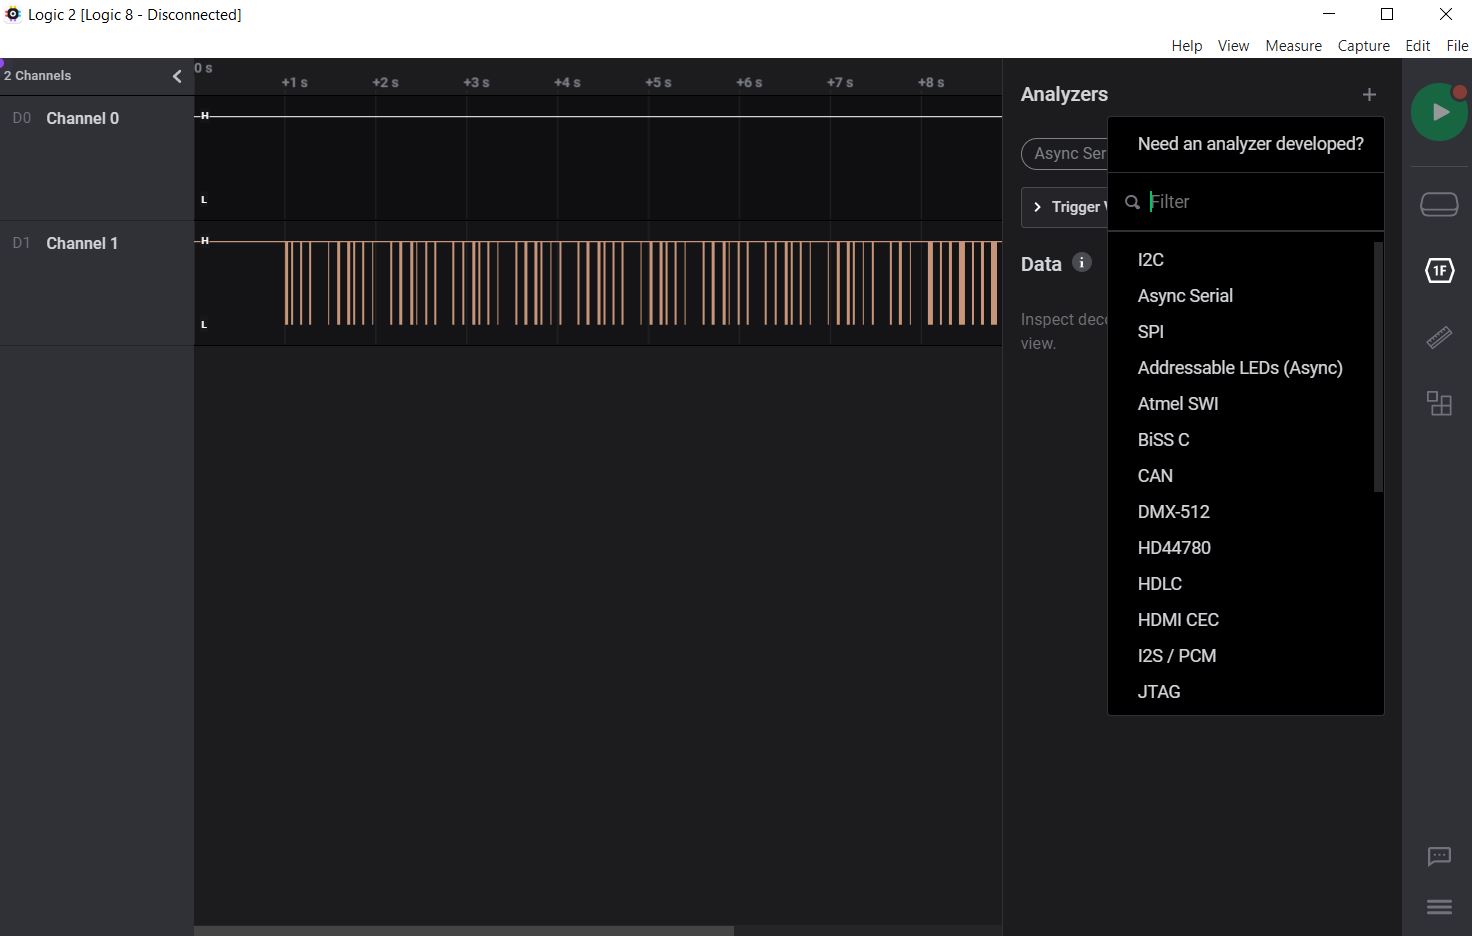 Logic 2 [Logic 8 - Disconnected]
Help View Measure Capture Edit File
2 Channels
0 s
+1 s +2 s +3 s +4 s +5 s +6 s +7 s +8 s
D0 Channel 0
H
L
D1 Channel 1
H
L
Analyzers
Async Ser
Trigger
Data i
Inspect
view.
Need an analyzer developed?
Filter
I2C
Async Serial
SPI
Addressable LEDs (Async)
Atmel SWI
BiSS C
CAN
DMX-512
HD44780
HDLC
HDMI CEC
I2S / PCM
JTAG
1F